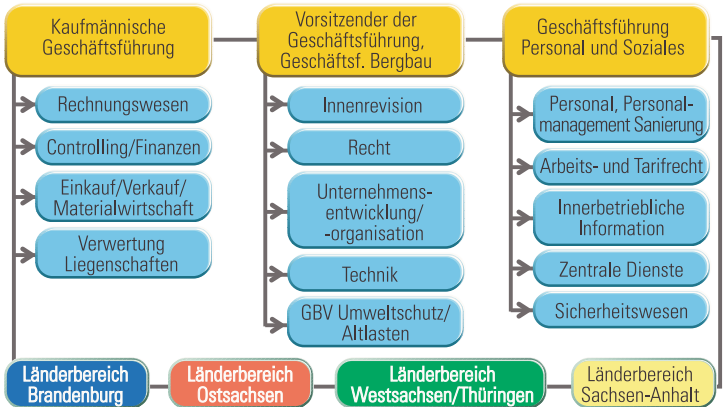 Kaufmännische
Geschäftsführung
Rechnungswesen
Controlling/Finanzen
Einkauf/Verkauf/
Materialwirtschaft
Verwertung
Liegenschaften
Vorsitzender der
Geschäftsführung,
Geschäftsf. Bergbau
Innenrevision
Recht
Unternehmens-
entwicklung/
-organisation
Technik
GBV Umweltschutz/
Altlasten
Geschäftsführung
Personal und Soziales
Personal, Personal-
management Sanierung
Arbeits- und Tarifrecht
Innerbetriebliche
Information
Zentrale Dienste
Sicherheitswesen
Länderbereich
Brandenburg
Länderbereich
Ostsachsen
Länderbereich
Westsachsen/Thüringen
Länderbereich
Sachsen-Anhalt